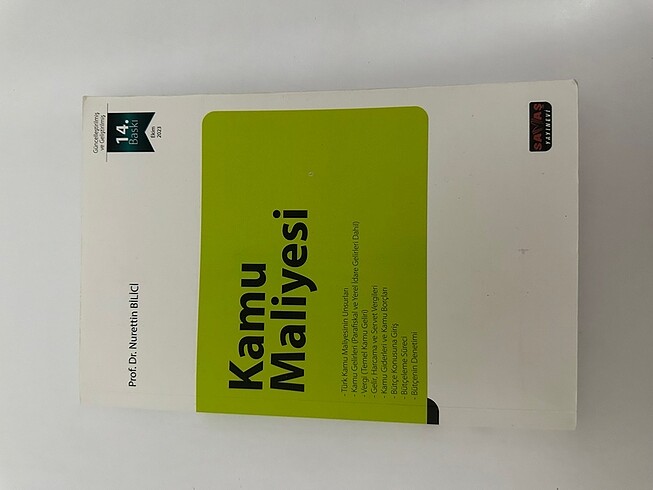 Güncelleştirilmiş
ve Geliştirilmiş
14.
Baskı
Ekim
2023
Prof. Dr. Nurettin BİLİCİ
Kamu
Maliyesi
- Türk Kamu Maliyesinin Unsurları
- Kamu Gelirleri (Parafiskal ve Yerel İdare Gelirleri Dahil)
- Vergi (Temel Kamu Geliri)
- Gelir, Harcama ve Servet Vergileri
- Kamu Giderleri ve Kamu Borçları
- Bütçe Konusuna Giriş
- Bütçeleme Süreci
- Bütçenin Denetimi
SAVAŞ
YAYINEVİ